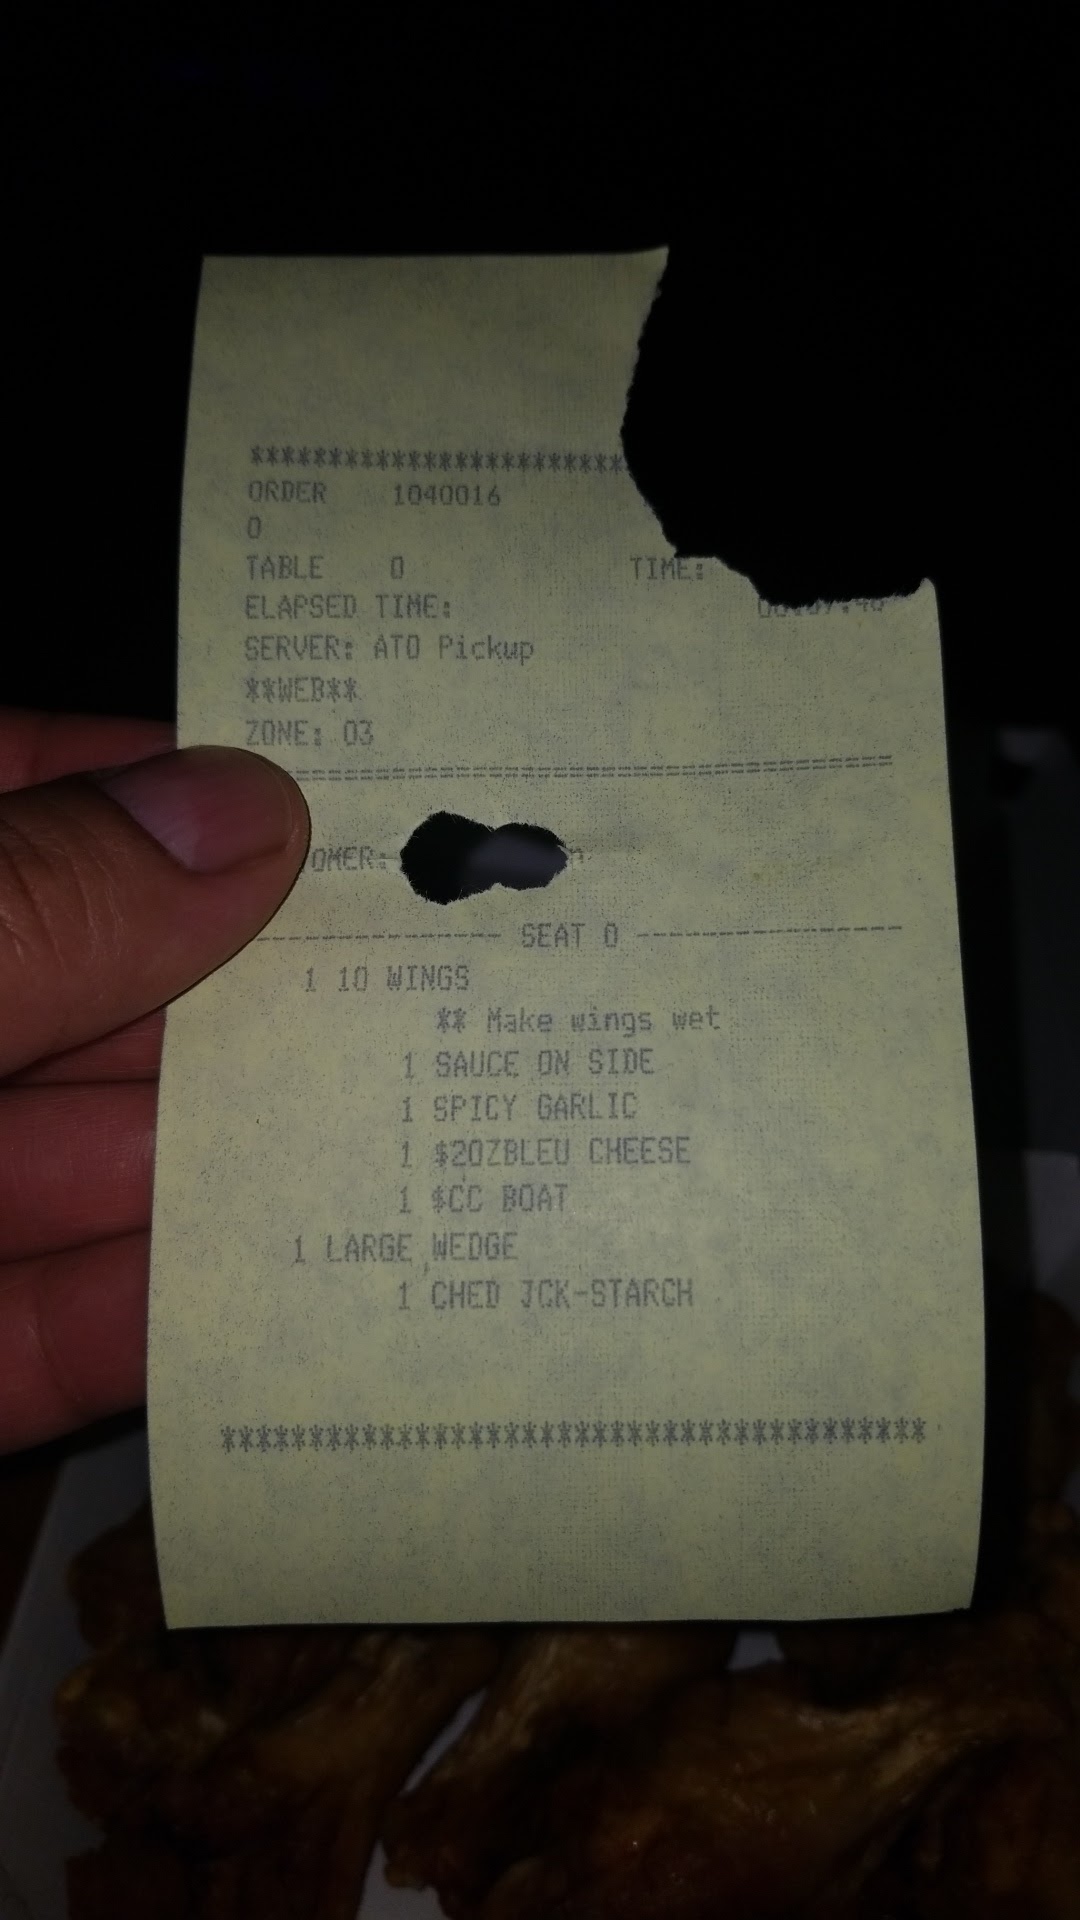 ************************
ORDER 1040016
0
TABLE 0 TIME:
ELAPSED TIME:
SERVER: ATO Pickup
**WEB**
ZONE: 03
===========================================
OMER: n
--------------- SEAT 0 ----------------
1 10 WINGS
** Make wings wet
1 SAUCE ON SIDE
1 SPICY GARLIC
1 $2OZBLEU CHEESE
1 $CC BOAT
1 LARGE WEDGE
1 CHED JCK-STARCH
****************************************